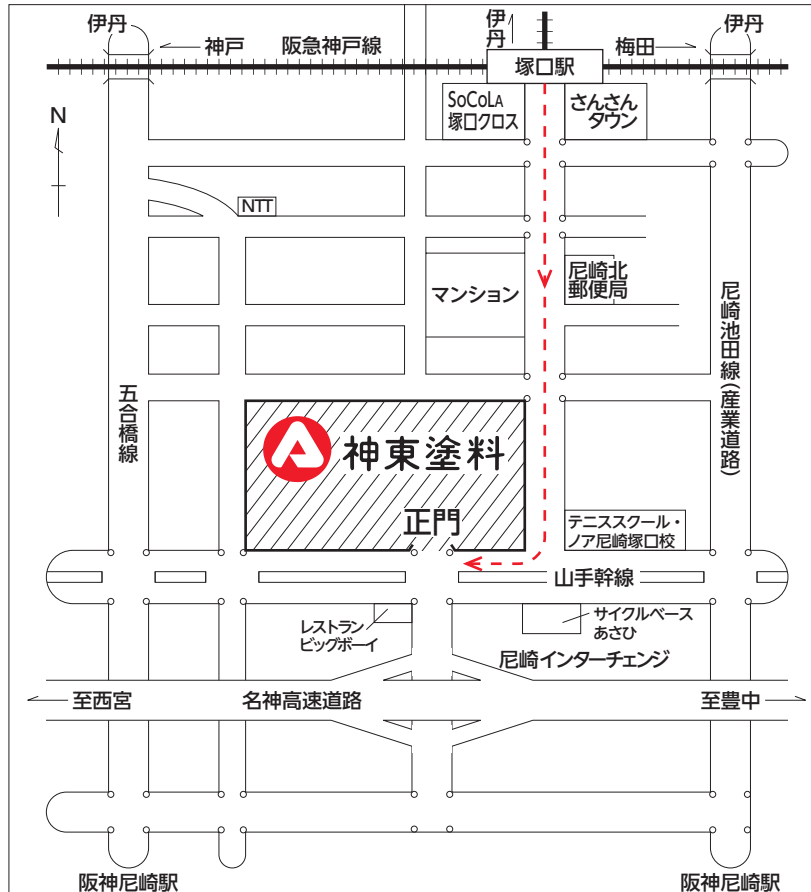 伊丹
神戸
阪急神戸線
伊丹
梅田
伊丹
塚口駅
N
SoCoLA
塚口クロス
さんさん
タウン
NTT
マンション
尼崎北
郵便局
尼崎池田線(産業道路)
五合橋線
神東塗料
正門
テニススクール・
ノア尼崎塚口校
山手幹線
レストラン
ビッグボーイ
サイクルベース
あさひ
尼崎インターチェンジ
至西宮
名神高速道路
至豊中
阪神尼崎駅
阪神尼崎駅